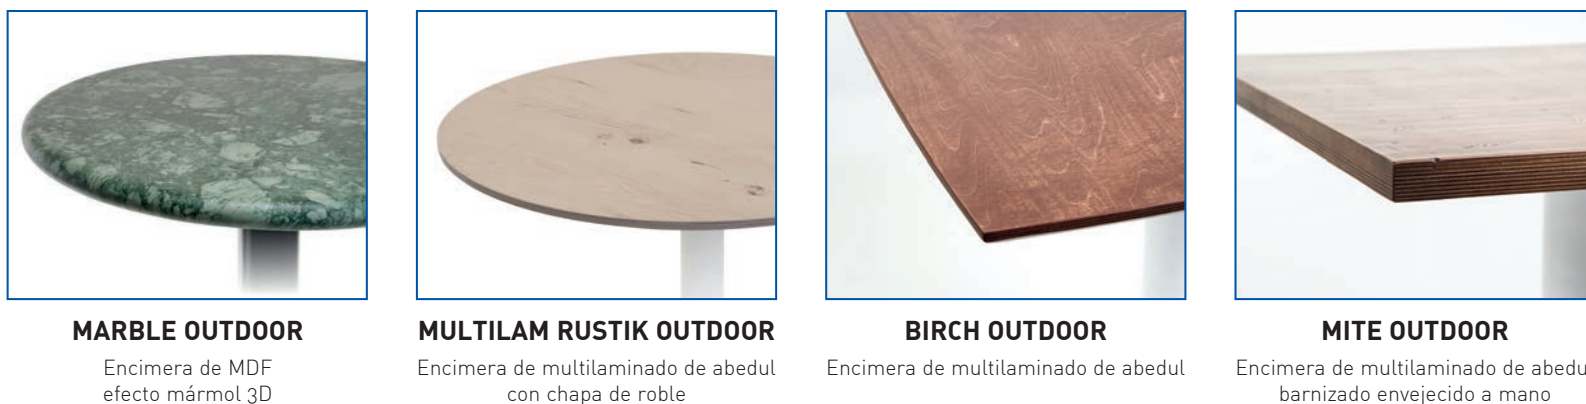 MARBLE OUTDOOR
Encimera de MDF
efecto mármol 3D
MULTILAM RUSTIK OUTDOOR
Encimera de multilaminado de abedul
con chapa de roble
BIRCH OUTDOOR
Encimera de multilaminado de abedul
MITE OUTDOOR
Encimera de multilaminado de abedul
barnizado envejecido a mano